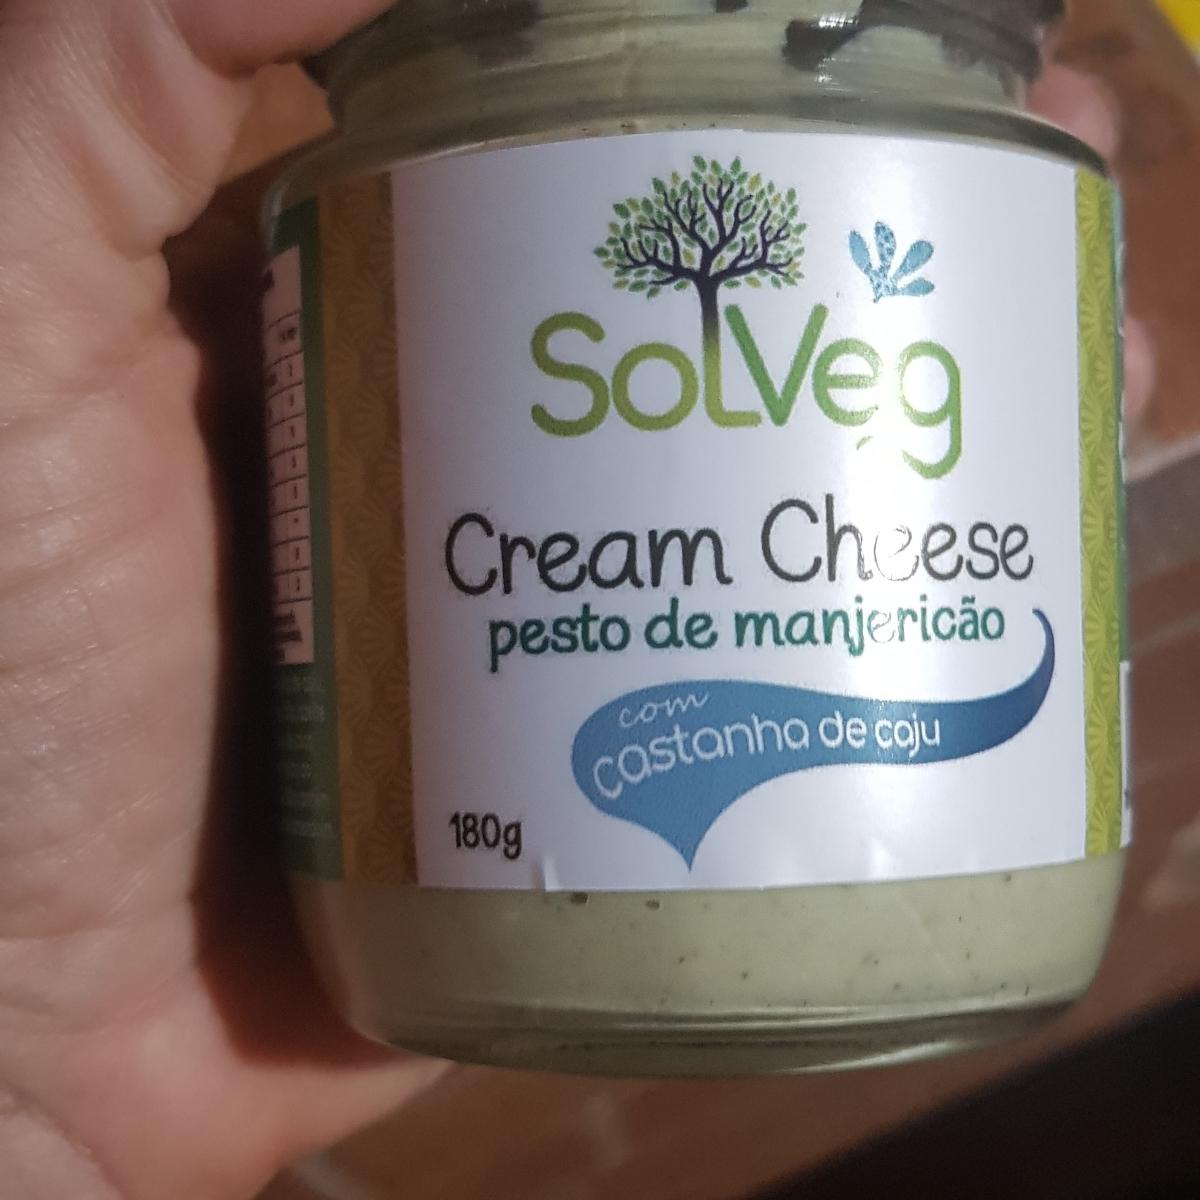 SolVeg
Cream Cheese
pesto de manjericão
com
castanha de caju
180g